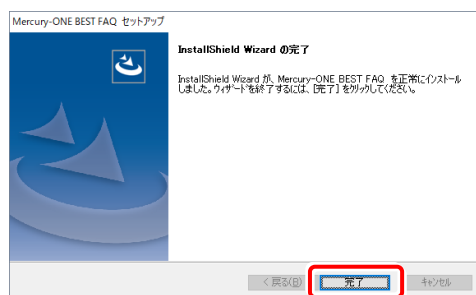 Mercury-ONE BEST FAQ セットアップ
InstallShield Wizard の完了
InstallShield Wizard が、Mercury-ONE BEST FAQ を正常にインストール
しました。ウィザードを終了するには、[完了] をクリックしてください。
< 戻る(B)
完了
キャンセル